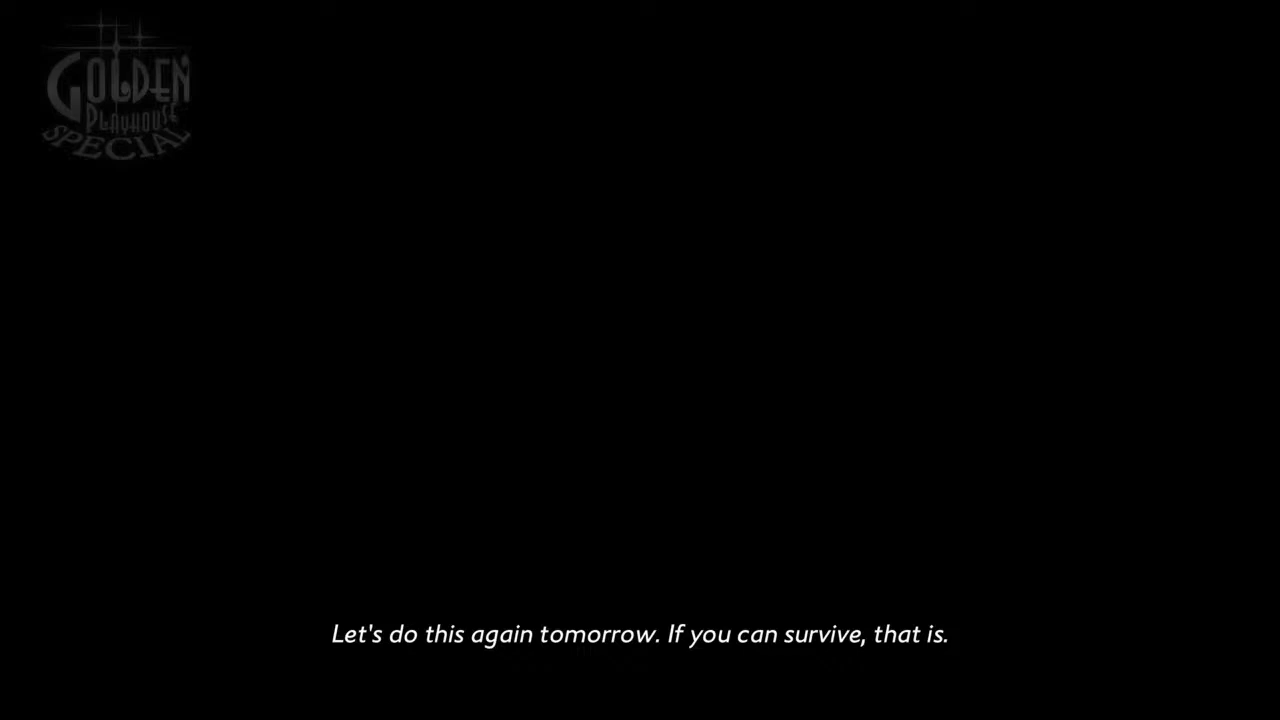 GOLDEN
PLAYHOUSE
SPECIAL
Let's do this again tomorrow. If you can survive, that is.